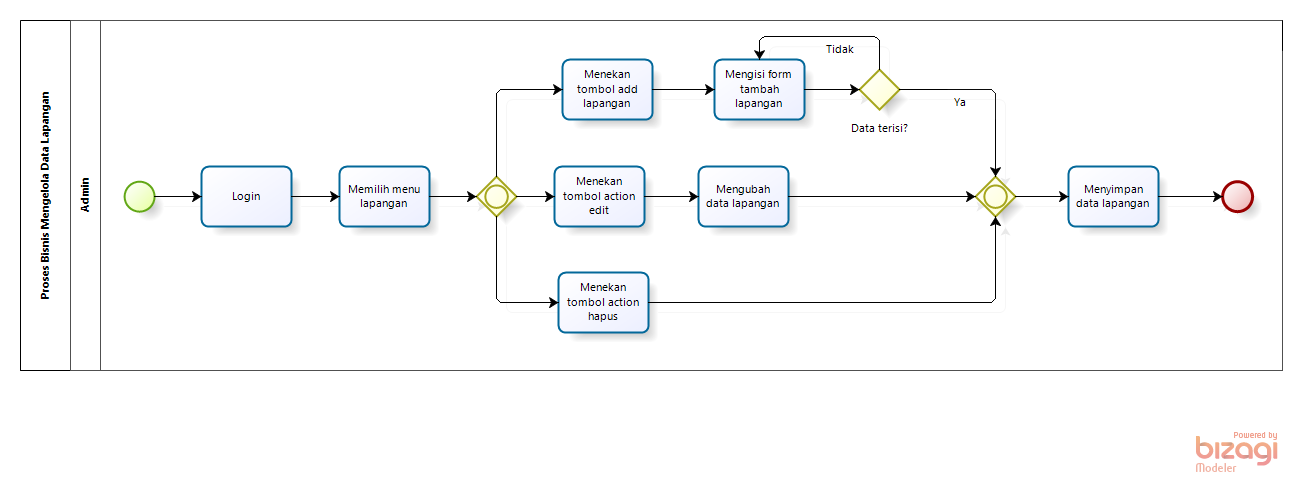 Proses Bisnis Mengelola Data Lapangan
Admin
Login
Memilih menu
lapangan
Menekan
tombol add
lapangan
Mengisi form
tambah
lapangan
Tidak
Data terisi?
Ya
Menekan
tombol action
edit
Mengubah
data lapangan
Menekan
tombol action
hapus
Menyimpan
data lapangan
Powered by
bizagi
Modeler